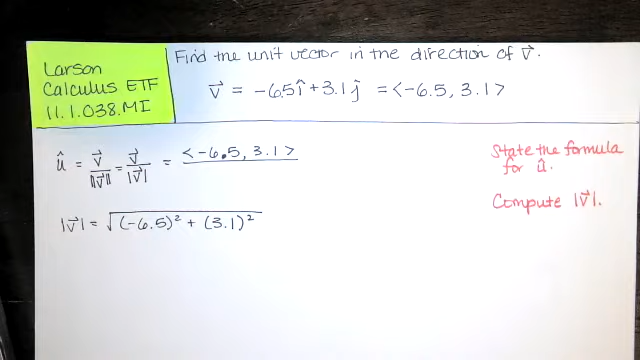 Larson
Calculus ETF
11.1.038.MI
Find the unit vector in the direction of v⃗.
v⃗ = -6.5î + 3.1ĵ = <-6.5, 3.1>
û = v⃗/||v⃗|| = v⃗/|v⃗| = <-6.5, 3.1>
|v⃗| = √((-6.5)² + (3.1)²)
State the formula
for û.
Compute |v⃗|.